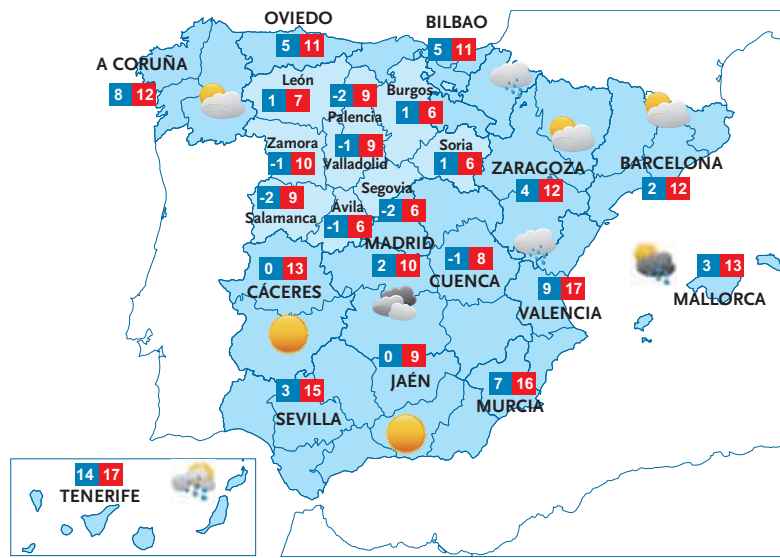 OVIEDO
5 11
BILBAO
5 11
A CORUÑA
8 12
León
1 7
-2 9
Palencia
Burgos
1 6
Zamora
-1 10
-1 9
Valladolid
Soria
1 6
ZARAGOZA
4 12
BARCELONA
2 12
-2 9
Salamanca
Ávila
-1 6
Segovia
-2 6
MADRID
2 10
-1 8
CUENCA
0 13
CÁCERES
9 17
VALENCIA
3 13
MALLORCA
0 9
JAÉN
3 15
SEVILLA
7 16
MURCIA
14 17
TENERIFE